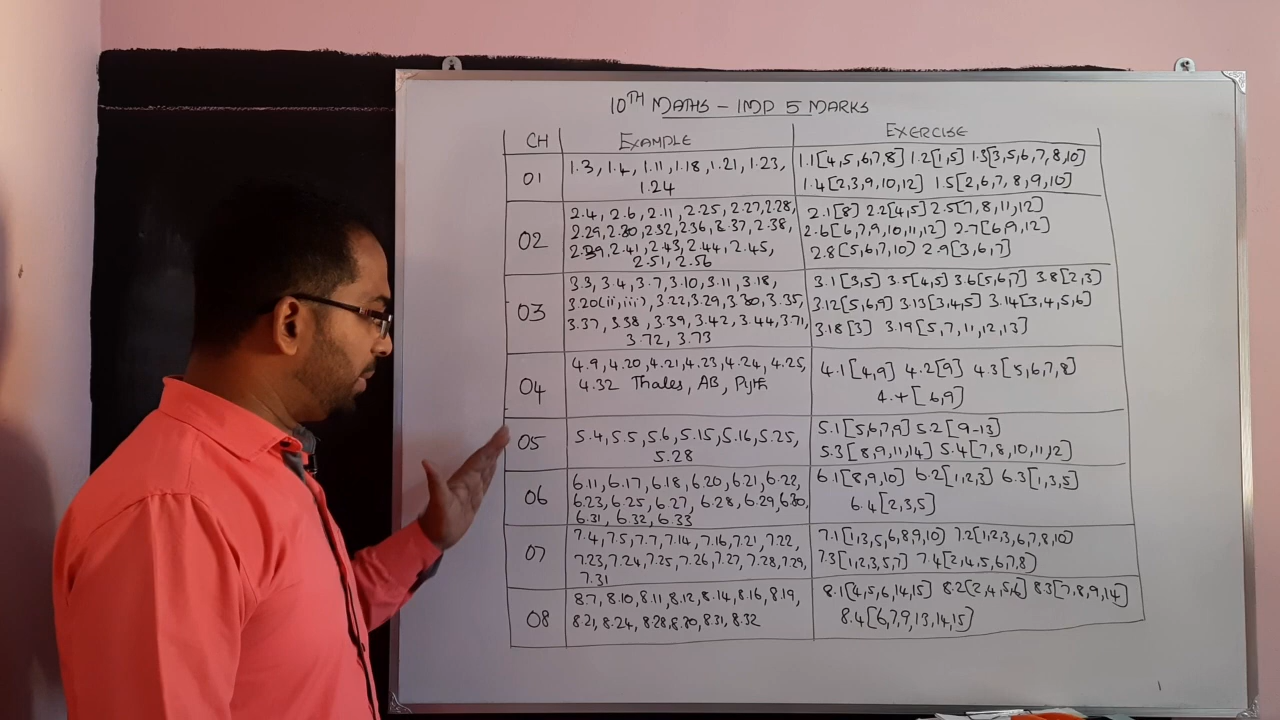 10TH MATHS - IMP 5 MARKS
CH EXAMPLE EXERCISE
01
1.3, 1.4, 1.11, 1.18, 1.21, 1.23,
1.24
1.1[4,5,6,7,8] 1.2[1,5] 1.3[3,5,6,7,8,10]
1.4[2,3,9,10,12] 1.5[2,6,7,8,9,10]
02
2.4, 2.6, 2.11, 2.25, 2.27, 2.28,
2.29, 2.30, 2.32, 2.36, 2.37, 2.38,
2.39, 2.41, 2.43, 2.44, 2.45,
2.51, 2.56
2.1[8] 2.2[4,5] 2.5[7,8,11,12]
2.6[6,7,9,10,11,12] 2.7[6,9,12]
2.8[5,6,7,10] 2.9[3,6,7]
03
3.3, 3.4, 3.7, 3.10, 3.11, 3.18,
3.20(ii,iii), 3.22, 3.29, 3.30, 3.35,
3.37, 3.38, 3.39, 3.42, 3.44, 3.71,
3.72, 3.73
3.1[3,5] 3.5[4,5] 3.6[5,6,7] 3.8[2,3]
3.12[5,6,9] 3.13[3,4,5] 3.14[3,4,5,6]
3.18[3] 3.19[5,7,11,12,13]
04
4.9, 4.20, 4.21, 4.23, 4.24, 4.25,
4.32 Thales, AB, Pyth
4.1[4,9] 4.2[9] 4.3[5,6,7,8]
4.4[6,9]
05
5.4, 5.5, 5.6, 5.15, 5.16, 5.25,
5.28
5.1[5,6,7,9] 5.2[9-13]
5.3[8,9,11,14] 5.4[7,8,10,11,12]
06
6.11, 6.17, 6.18, 6.20, 6.21, 6.22,
6.23, 6.25, 6.27, 6.28, 6.29, 6.30,
6.31, 6.32, 6.33
6.1[8,9,10] 6.2[1,2,3] 6.3[1,3,5]
6.4[2,3,5]
07
7.4, 7.5, 7.7, 7.14, 7.16, 7.21, 7.22,
7.23, 7.24, 7.25, 7.26, 7.27, 7.28, 7.29,
7.31
7.1[1,3,5,6,8,9,10) 7.2[1,2,3,6,7,8,10]
7.3[1,2,3,5,7] 7.4[2,4,5,6,7,8)
08
8.7, 8.10, 8.11, 8.12, 8.14, 8.16, 8.19,
8.21, 8.24, 8.28, 8.30, 8.31, 8.32
8.1[4,5,6,14,15] 8.2[2,4,5,6] 8.3[7,8,9,14]
8.4[6,7,9,13,14,15]